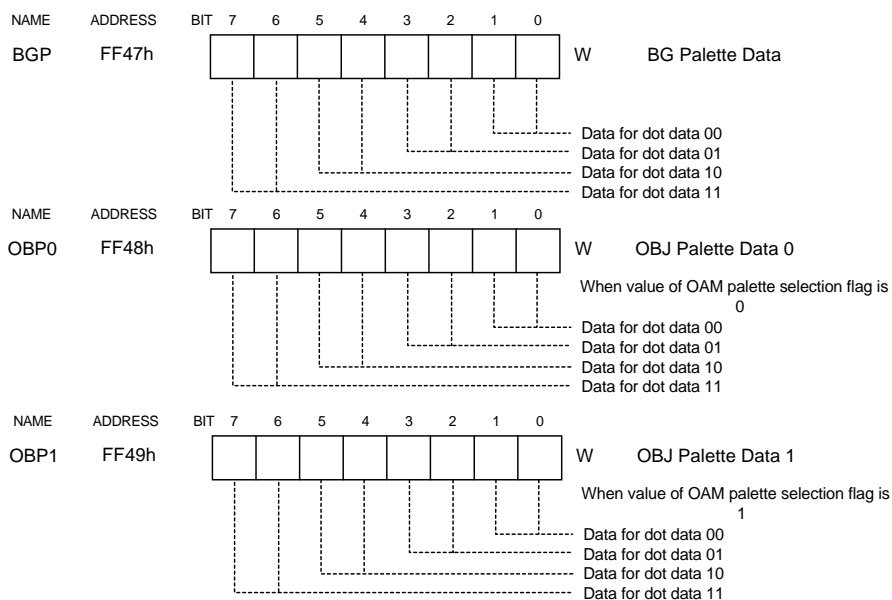 NAME ADDRESS BIT 7 6 5 4 3 2 1 0
BGP FF47h W BG Palette Data
Data for dot data 00
Data for dot data 01
Data for dot data 10
Data for dot data 11
NAME ADDRESS BIT 7 6 5 4 3 2 1 0
OBP0 FF48h W OBJ Palette Data 0
When value of OAM palette selection flag is
0
Data for dot data 00
Data for dot data 01
Data for dot data 10
Data for dot data 11
NAME ADDRESS BIT 7 6 5 4 3 2 1 0
OBP1 FF49h W OBJ Palette Data 1
When value of OAM palette selection flag is
1
Data for dot data 00
Data for dot data 01
Data for dot data 10
Data for dot data 11